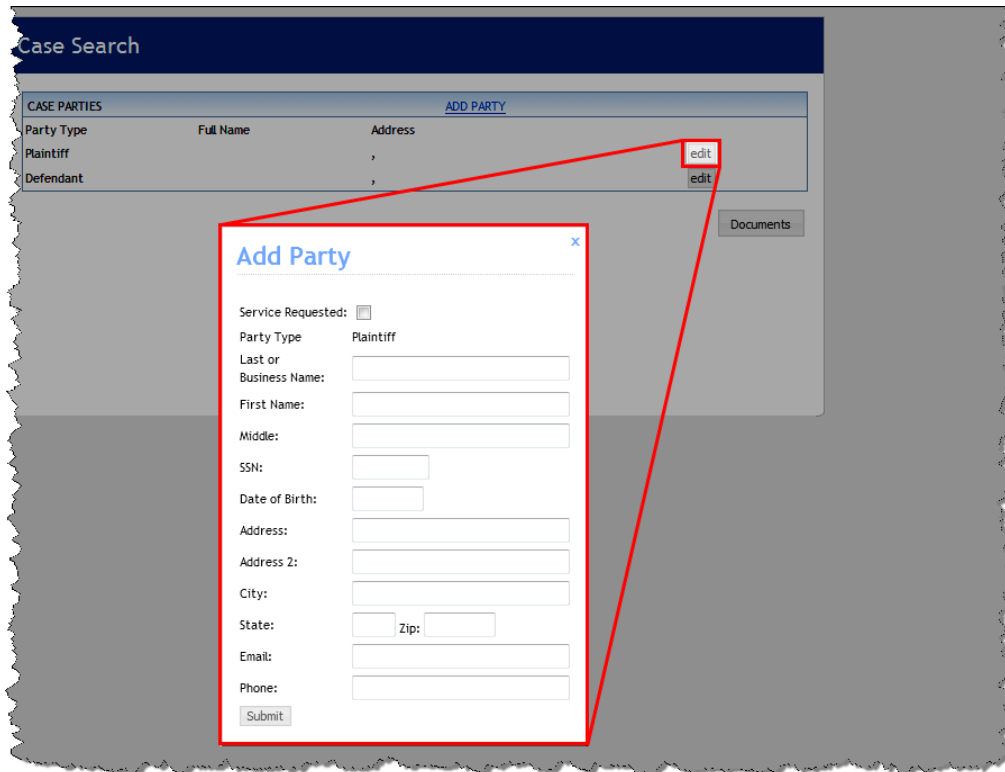 Case Search
CASE PARTIES ADD PARTY
Party Type Full Name Address
Plaintiff , edit
Defendant , edit
Documents
x
Add Party
Service Requested:
Party Type Plaintiff
Last or
Business Name:
First Name:
Middle:
SSN:
Date of Birth:
Address:
Address 2:
City:
State: Zip:
Email:
Phone:
Submit